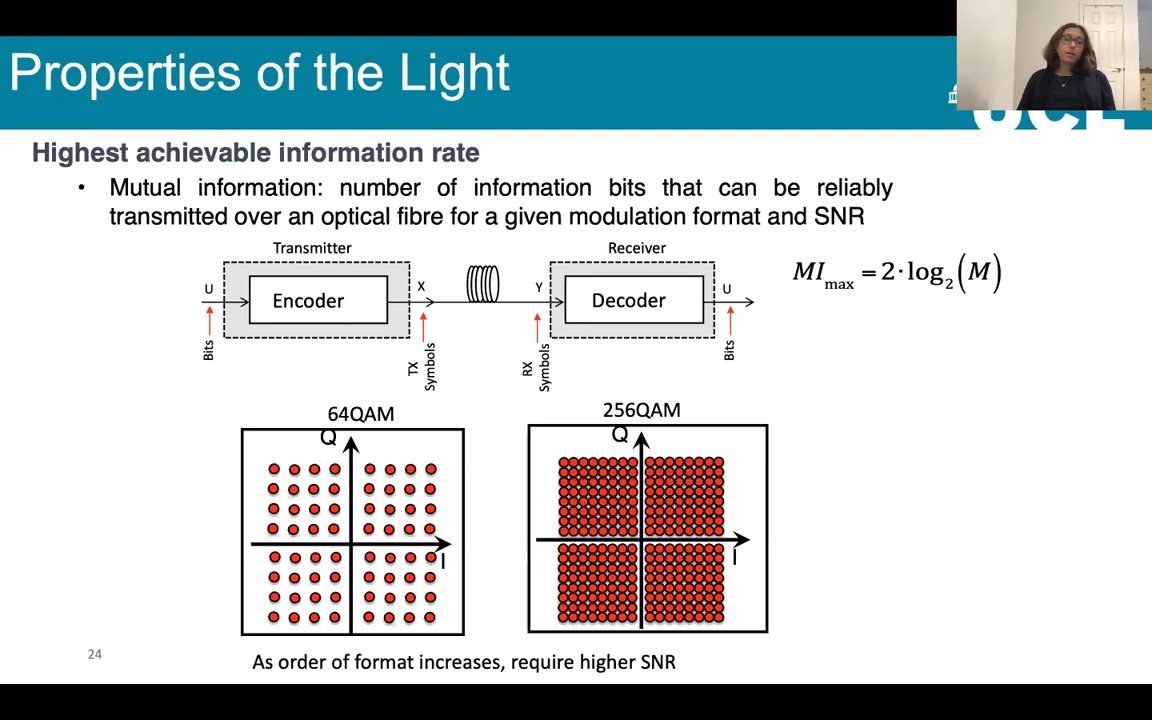 Properties of the Light
UCL
Highest achievable information rate
• Mutual information: number of information bits that can be reliably
transmitted over an optical fibre for a given modulation format and SNR
Transmitter
Receiver
MImax = 2·log2(M)
U
Encoder
X
Y
Decoder
U
Bits
TX
Symbols
RX
Symbols
Bits
64QAM
256QAM
Q
Q
I
I
24
As order of format increases, require higher SNR